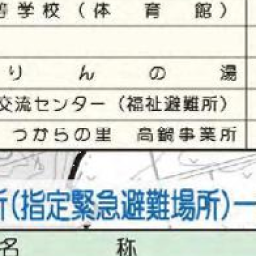 等学校（体育館）
りんの湯
交流センター（福祉避難所）
つからの里 高鍋事業所
所(指定緊急避難場所)一
名称